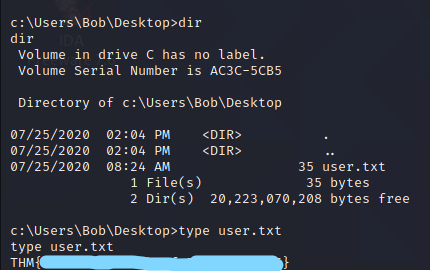 c:\Users\Bob\Desktop>dir
dir
 Volume in drive C has no label.
 Volume Serial Number is AC3C-5CB5

 Directory of c:\Users\Bob\Desktop

07/25/2020  02:04 PM    <DIR>          .
07/25/2020  02:04 PM    <DIR>          ..
07/25/2020  08:24 AM                35 user.txt
               1 File(s)             35 bytes
               2 Dir(s)  20,223,070,208 bytes free

c:\Users\Bob\Desktop>type user.txt
type user.txt
THM{ }